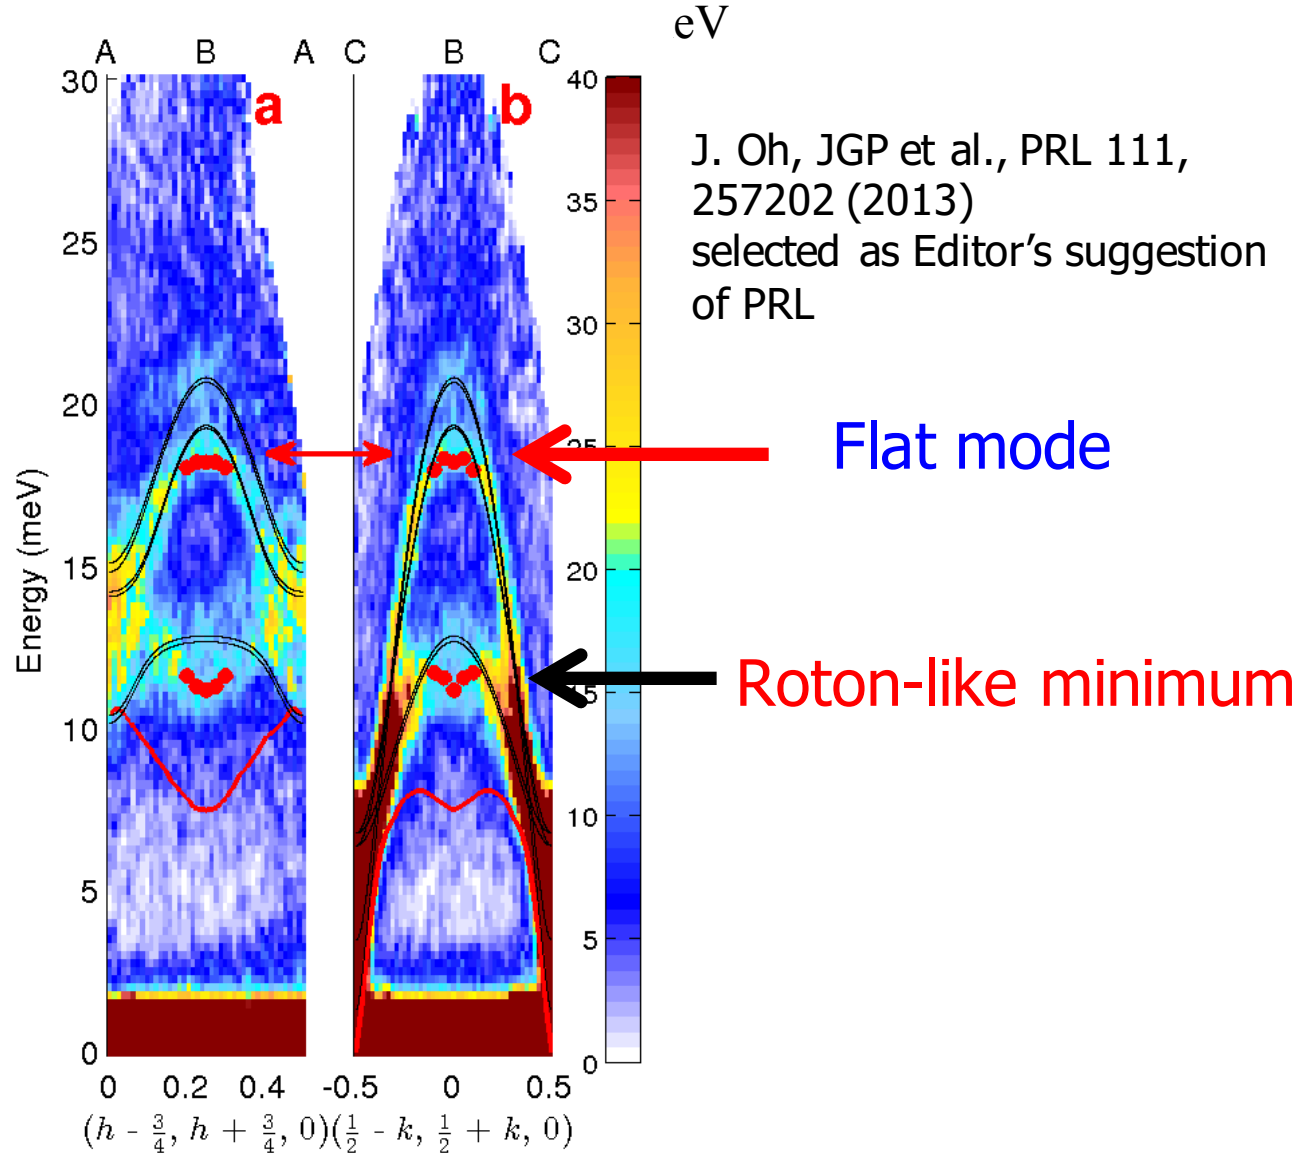 eV
A B A C B C
a b
J. Oh, JGP et al., PRL 111,
257202 (2013)
selected as Editor's suggestion
of PRL
Flat mode
Roton-like minimum
Energy (meV)
30
25
20
15
10
5
0
40
35
30
25
20
15
10
5
0
0 0.2 0.4 -0.5 0 0.5
(h - 3/4, h + 3/4, 0)(1/2 - k, 1/2 + k, 0)